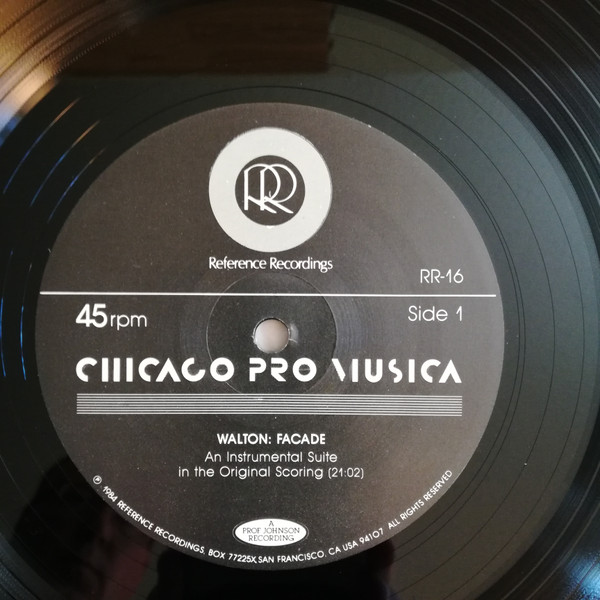 RR
Reference Recordings
RR-16
45rpm
Side 1
CHICAGO PRO MUSICA
WALTON: FACADE
An Instrumental Suite
in the Original Scoring (21:02)
℗ 1984 REFERENCE RECORDINGS, BOX 77225X, SAN FRANCISCO, CA USA 94107 ALL RIGHTS RESERVED
A
PROF. JOHNSON
RECORDING